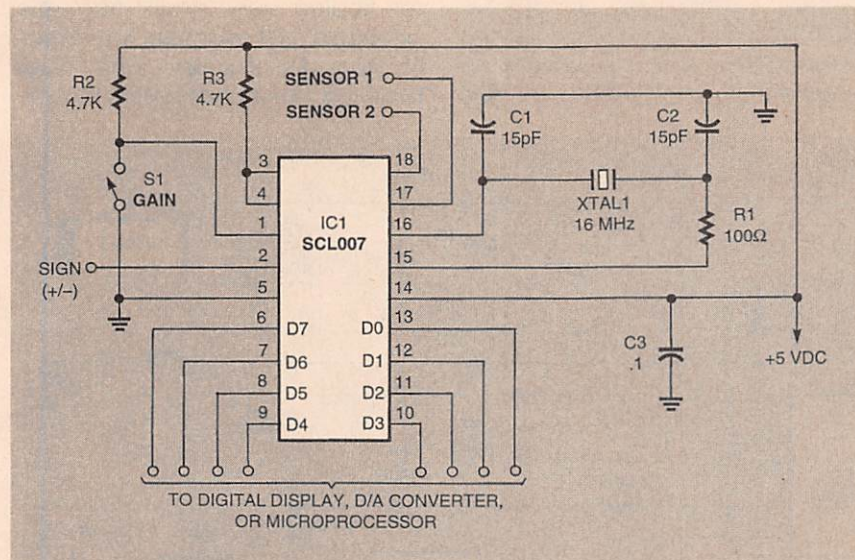 R2
4.7K
R3
4.7K
SENSOR 1
SENSOR 2
C1
15pF
C2
15pF
S1
GAIN
3
4
1
2
5
6
7
8
9
18
17
16
15
14
13
12
11
10
IC1
SCL007
XTAL1
16 MHz
R1
100Ω
SIGN
(+/–)
D7
D6
D5
D4
D0
D1
D2
D3
C3
.1
+5 VDC
TO DIGITAL DISPLAY, D/A CONVERTER,
OR MICROPROCESSOR